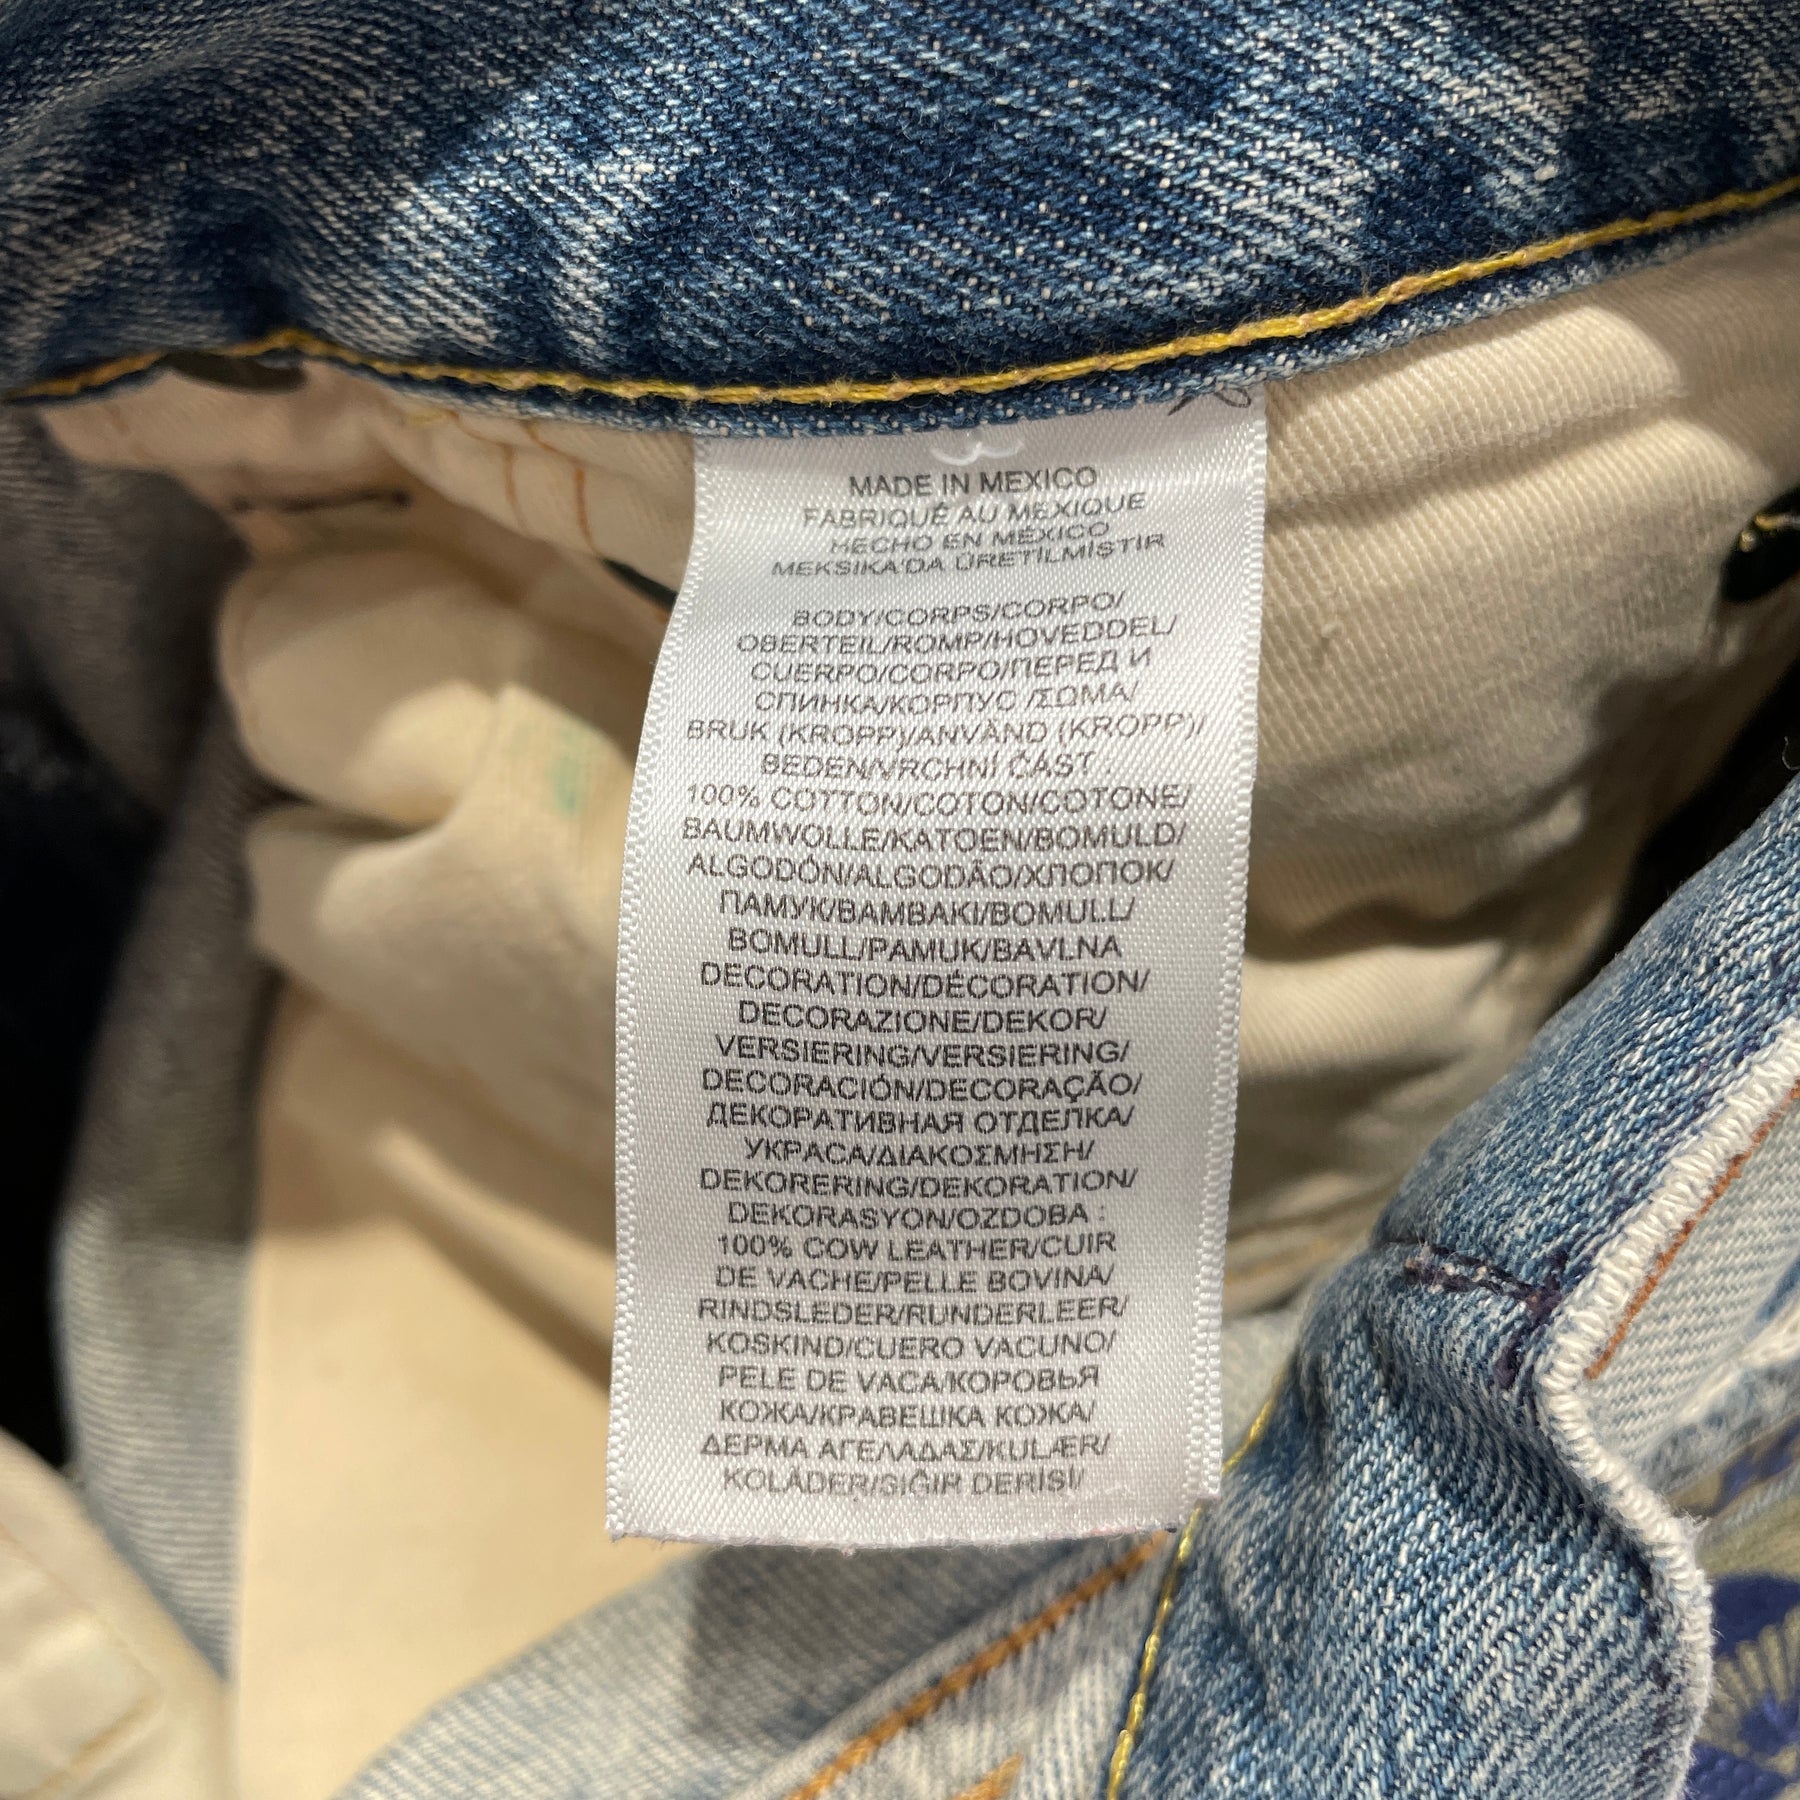 MADE IN MEXICO
FABRIQUÉ AU MEXIQUE
HECHO EN MÉXICO
MEKSIKA'DA ÜRETİLMİSTİR
BODY/CORPS/CORPO/
OBERTEIL/ROMP/HOVEDDEL/
CUERPO/CORPO/ПЕРЕД И
СПИНКА/КОРПУС /ΣΩΜΑ/
BRUK (KROPP)/ANVÄND (KROPP)/
BEDEN/VRCHNÍ ČÁST :
100% COTTON/COTON/COTONE/
BAUMWOLLE/KATOEN/BOMULD/
ALGODÓN/ALGODÃO/ХЛОПОК/
ПАМУК/ΒΑΜΒΑΚΙ/BOMULL/
BOMULL/PAMUK/BAVLNA
DECORATION/DÉCORATION/
DECORAZIONE/DEKOR/
VERSIERING/VERSIERING/
DECORACIÓN/DECORAÇÃO/
ДЕКОРАТИВНАЯ ОТДЕЛКА/
УКРАСА/ΔΙΑΚΟΣΜΗΣΗ/
DEKORERING/DEKORATION/
DEKORASYON/OZDOBA :
100% COW LEATHER/CUIR
DE VACHE/PELLE BOVINA/
RINDSLEDER/RUNDERLEER/
KOSKIND/CUERO VACUNO/
PELE DE VACA/КОРОВЬЯ
КОЖА/КРАВЕШКА КОЖА/
ΔΕΡΜΑ ΑΓΕΛΑΔΑΣ/KULÆR/
KOLÄDER/SIĞIR DERİSİ/